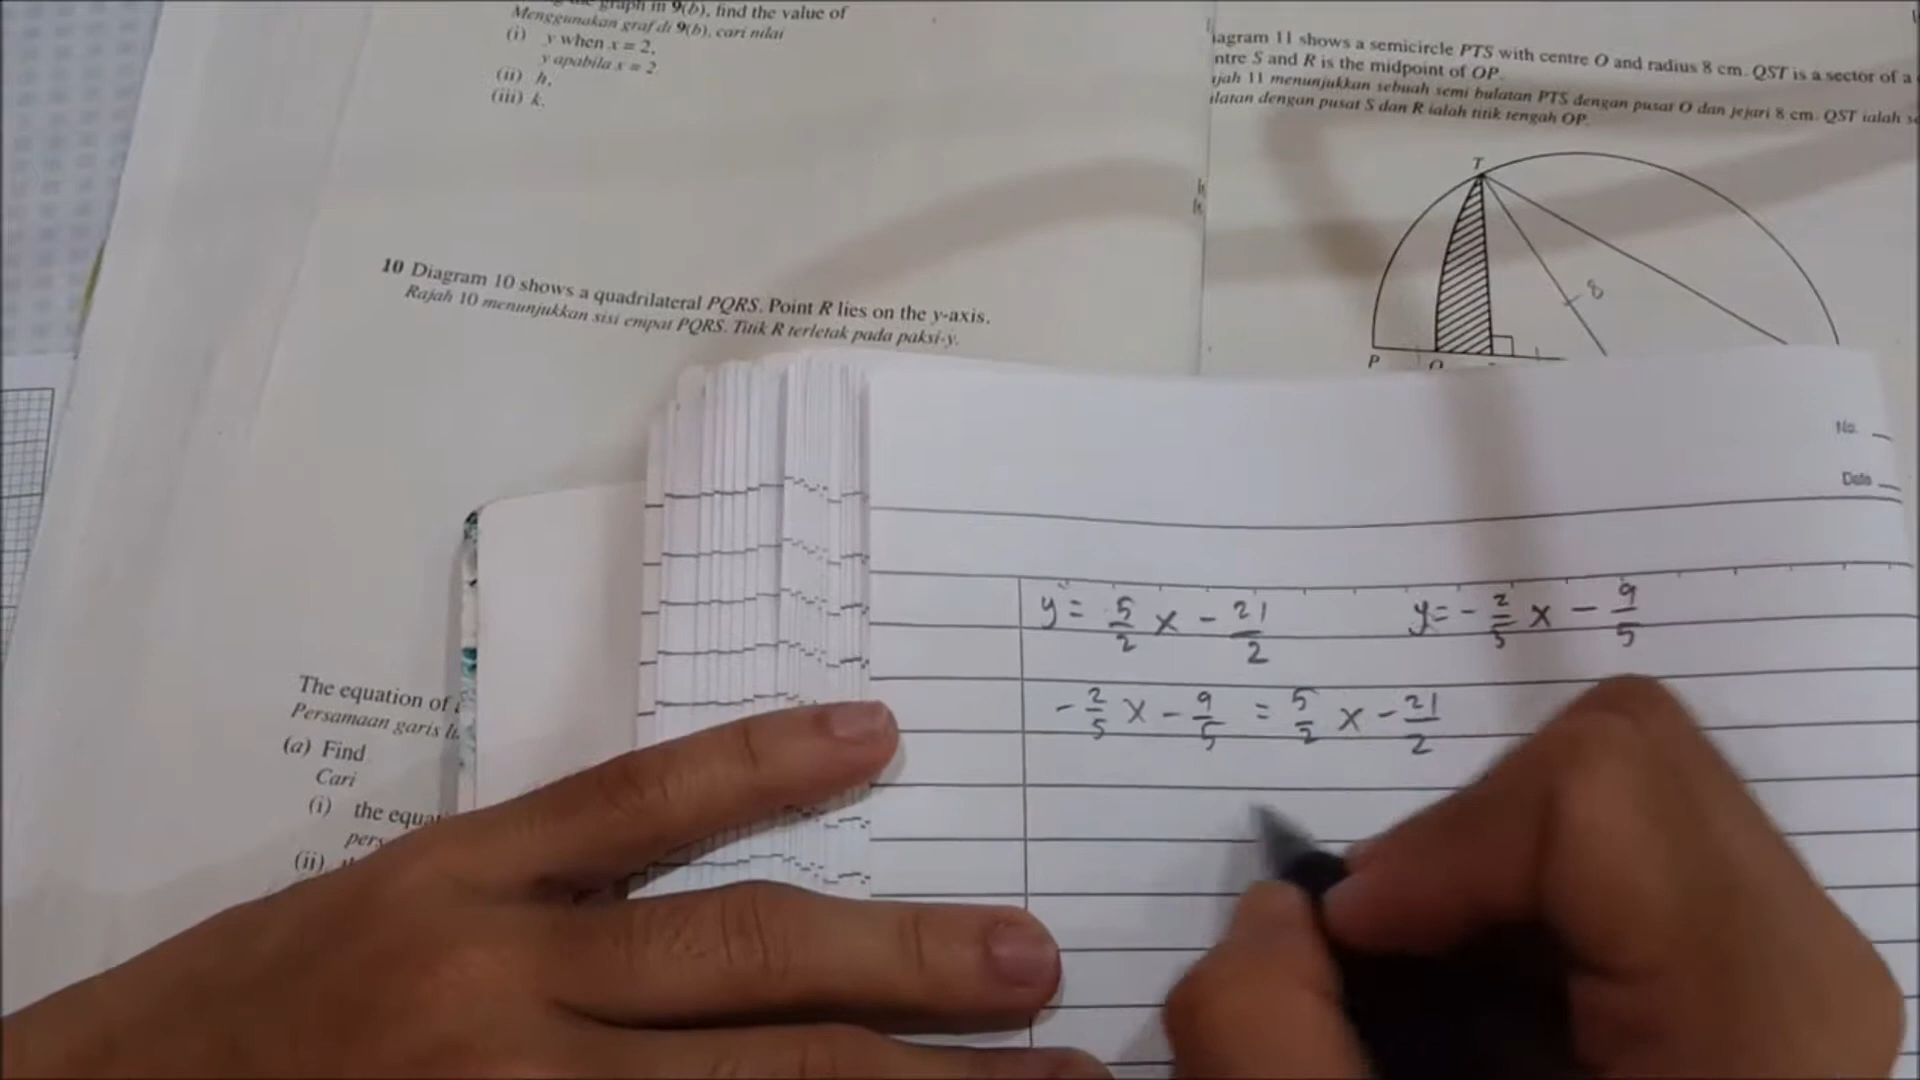 graph in 9(b), find the value of
Menggunakan graf di 9(b), cari nilai
(i) y when x = 2,
y apabila x = 2.
(ii) h,
(iii) k.
10 Diagram 10 shows a quadrilateral PQRS. Point R lies on the y-axis.
Rajah 10 menunjukkan sisi empat PQRS. Titik R terletak pada paksi-y.
The equation of
Persamaan garis
(a) Find
Cari
(i) the
(ii)
11 shows a semicircle PTS with centre O and radius 8 cm. QST is a sector of a
S and R is the midpoint of OP.
11 menunjukkan sebuah semi bulatan PTS dengan pusat O dan jejari 8 cm. QST ialah
dengan pusat S dan R ialah titik tengah OP.
T
8
P
No.
Date
y = 5/2 x - 21/2 y = - 2/5 x - 9/5
- 2/5 x - 9/5 = 5/2 x - 21/2